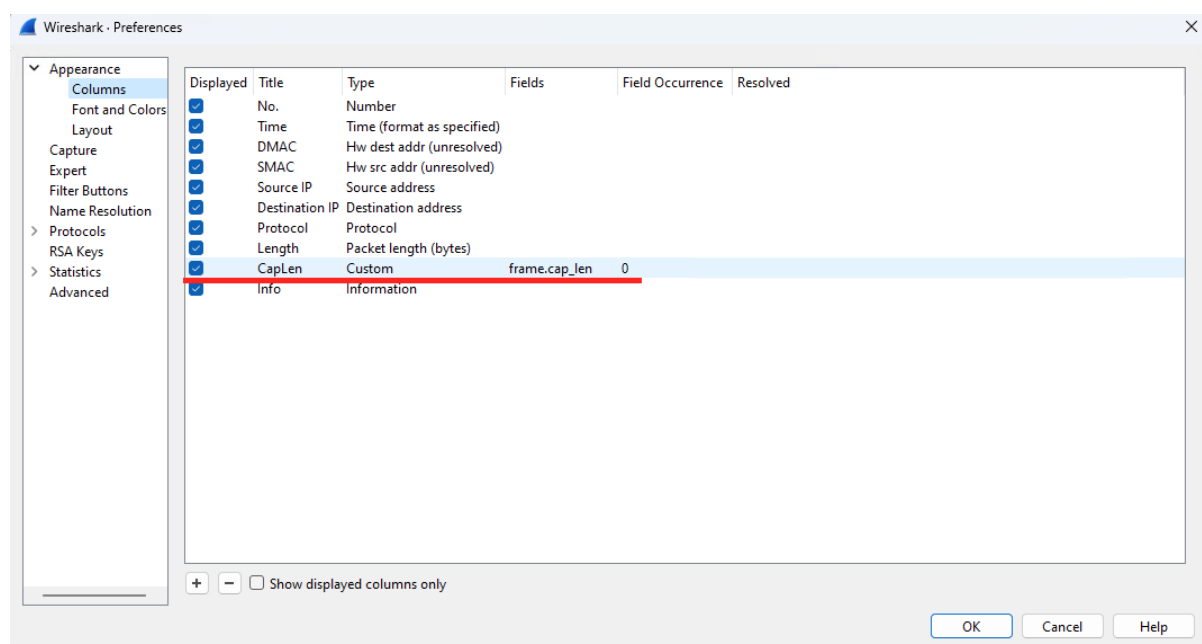 Wireshark · Preferences
Appearance
Columns
Font and Colors
Layout
Capture
Expert
Filter Buttons
Name Resolution
Protocols
RSA Keys
Statistics
Advanced
Displayed Title Type Fields Field Occurrence Resolved
No. Number
Time Time (format as specified)
DMAC Hw dest addr (unresolved)
SMAC Hw src addr (unresolved)
Source IP Source address
Destination IP Destination address
Protocol Protocol
Length Packet length (bytes)
CapLen Custom frame.cap_len 0
Info Information
+ − Show displayed columns only
OK Cancel Help